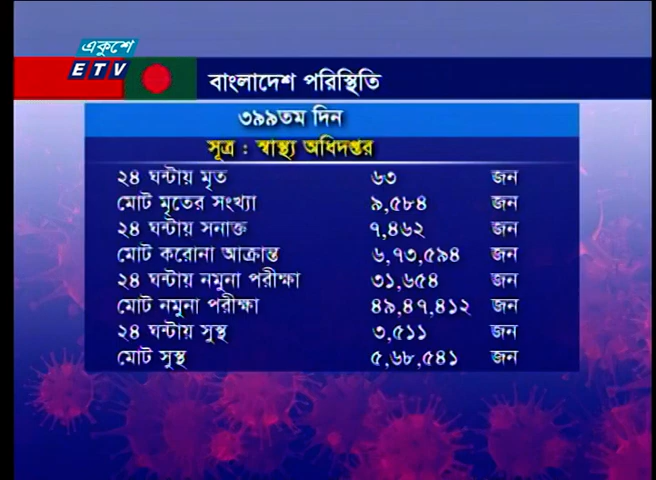 একুশে
ETV
বাংলাদেশ পরিস্থিতি
৩৯৯তম দিন
সূত্র : স্বাস্থ্য অধিদপ্তর
২৪ ঘন্টায় মৃত ৬৩ জন
মোট মৃতের সংখ্যা ৯,৫৮৪ জন
২৪ ঘন্টায় সনাক্ত ৭,৪৬২ জন
মোট করোনা আক্রান্ত ৬,৭৩,৫৯৪ জন
২৪ ঘন্টায় নমুনা পরীক্ষা ৩১,৬৫৪ জন
মোট নমুনা পরীক্ষা ৪৯,৪৭,৪১২ জন
২৪ ঘন্টায় সুস্থ ৩,৫১১ জন
মোট সুস্থ ৫,৬৮,৫৪১ জন